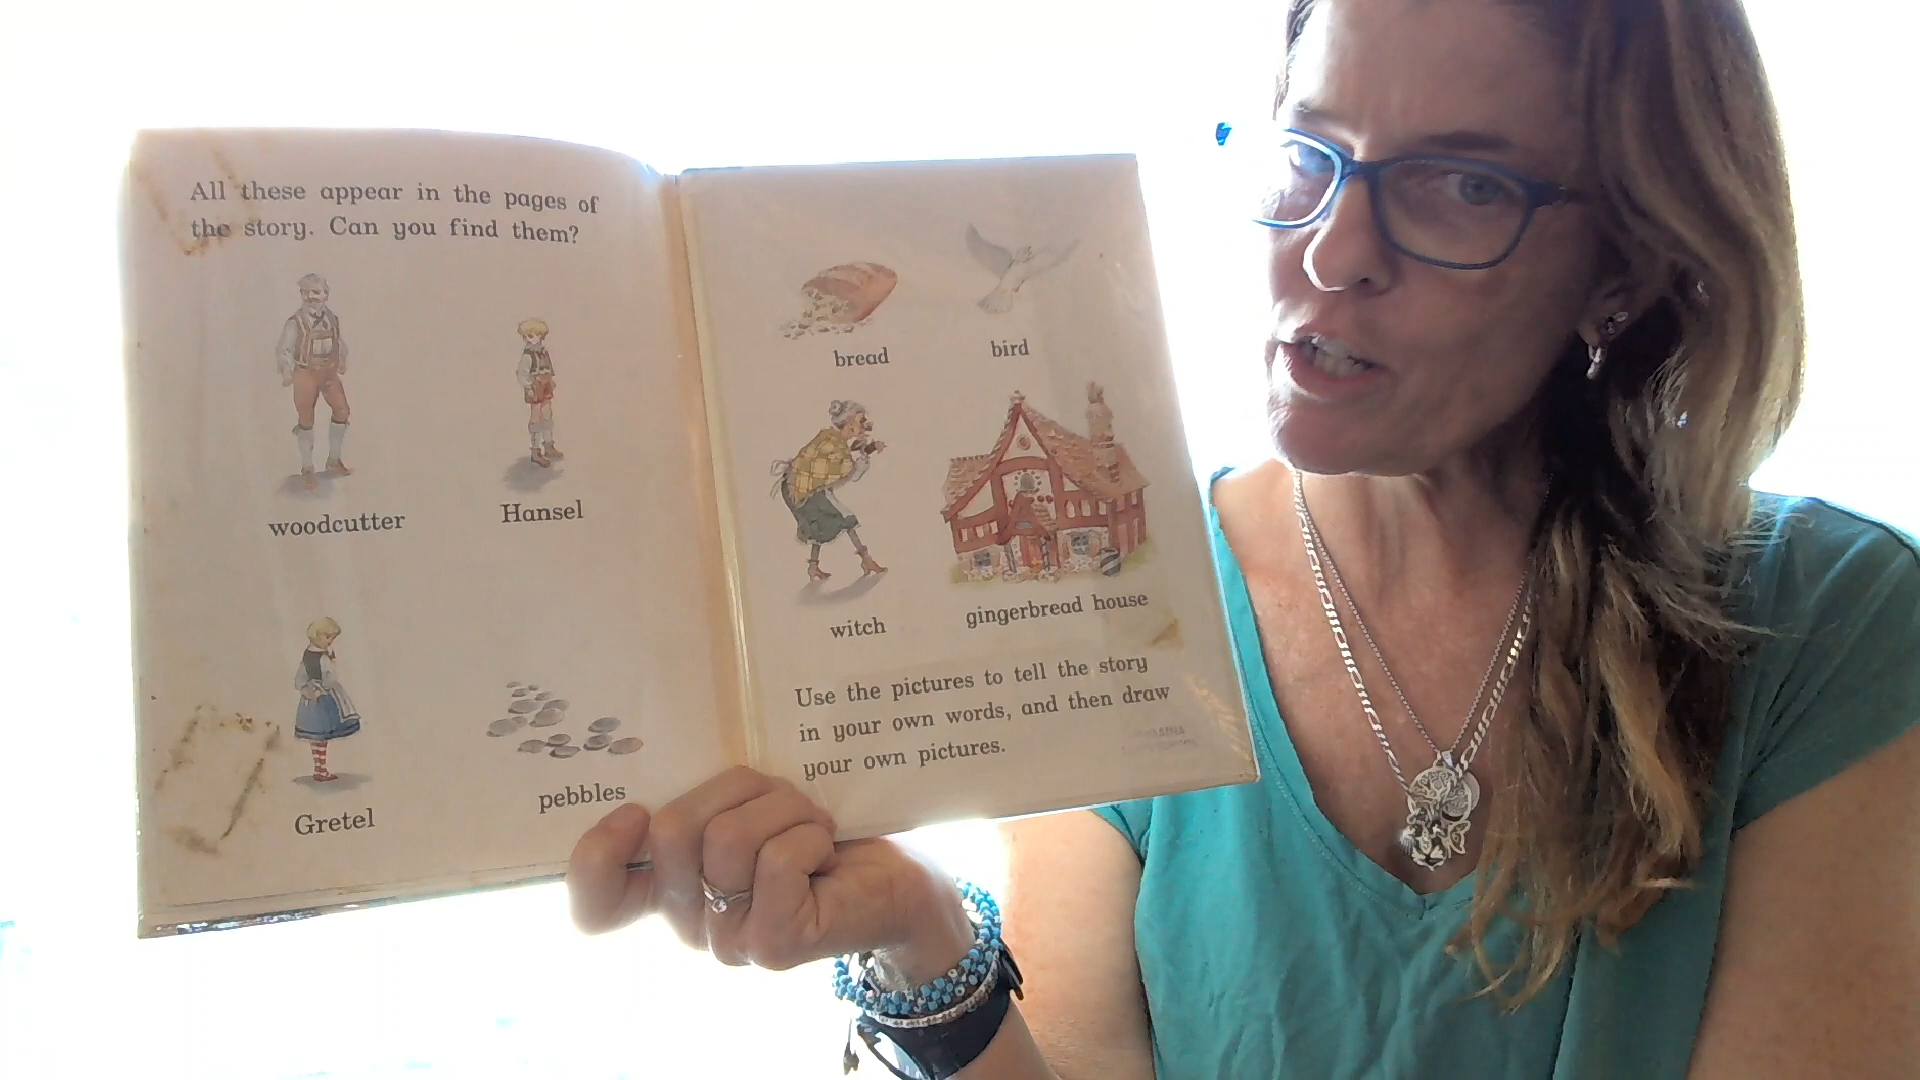 All these appear in the pages of
the story. Can you find them?
woodcutter
Hansel
Gretel
pebbles
bread
bird
witch
gingerbread house
Use the pictures to tell the story
in your own words, and then draw
your own pictures.